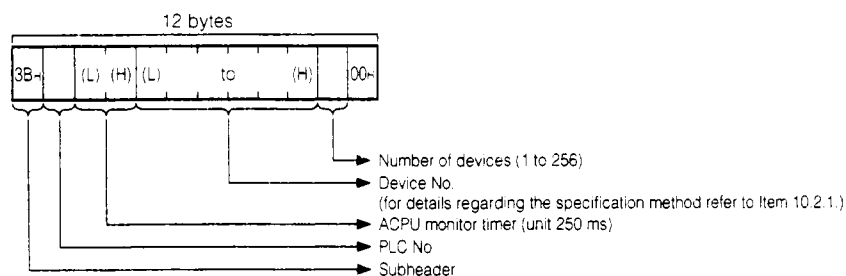 12 bytes
3BH (L) (H) (L) to (H) 00H
Number of devices (1 to 256)
Device No.
(for details regarding the specification method refer to Item 10.2.1.)
ACPU monitor timer (unit 250 ms)
PLC No
Subheader